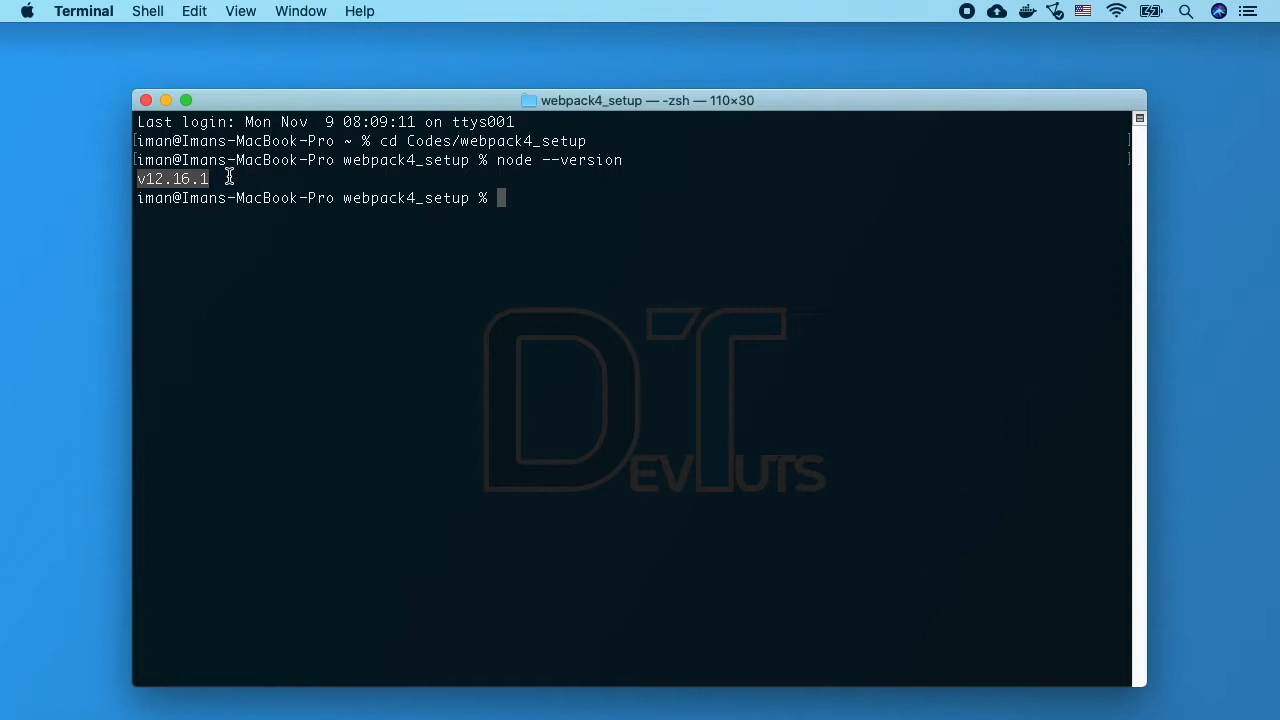 Terminal Shell Edit View Window Help
webpack4_setup — -zsh — 110×30
Last login: Mon Nov  9 08:09:11 on ttys001
[iman@Imans-MacBook-Pro ~ % cd Codes/webpack4_setup ]
[iman@Imans-MacBook-Pro webpack4_setup % node --version ]
v12.16.1
iman@Imans-MacBook-Pro webpack4_setup %
DT
DEVTUTS